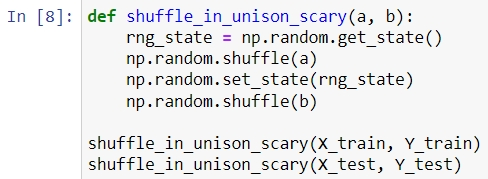 In [8]: def shuffle_in_unison_scary(a, b):
    rng_state = np.random.get_state()
    np.random.shuffle(a)
    np.random.set_state(rng_state)
    np.random.shuffle(b)

shuffle_in_unison_scary(X_train, Y_train)
shuffle_in_unison_scary(X_test, Y_test)